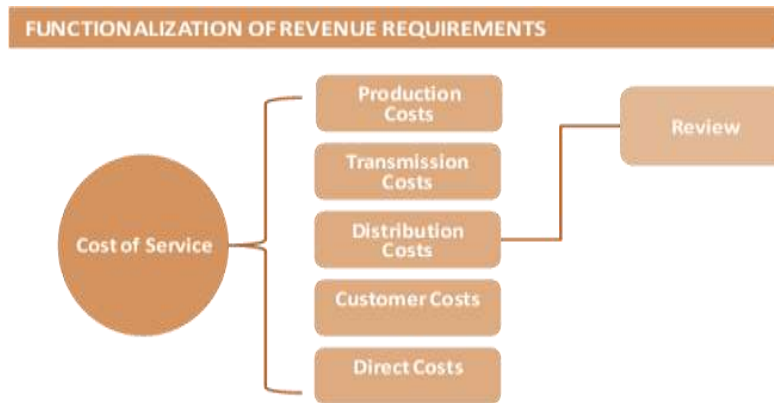 FUNCTIONALIZATION OF REVENUE REQUIREMENTS
Production
Costs
Transmission
Costs
Distribution
Costs
Customer Costs
Direct Costs
Cost of Service
Review